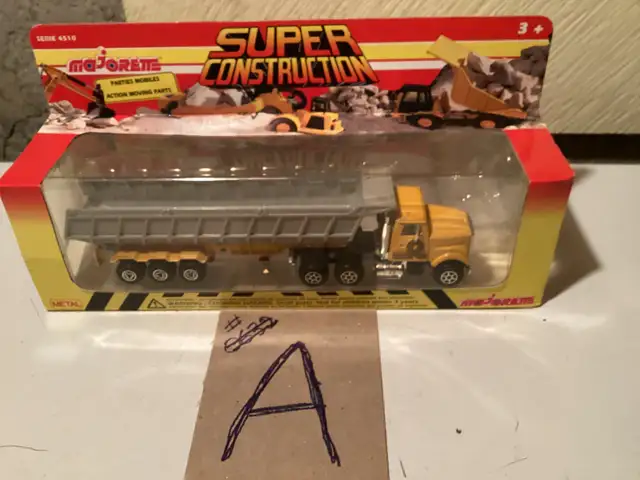 SERIE 4510
3 +
SUPER
CONSTRUCTION
majorette
PARTIES MOBILES
ACTION MOVING PARTS
METAL
majorette
#
A